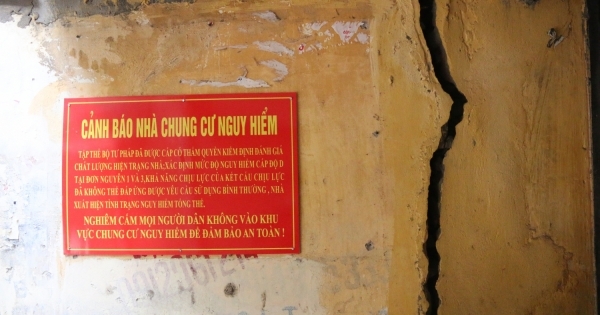 CẢNH BÁO NHÀ CHUNG CƯ NGUY HIỂM
TẬP THỂ BỘ TƯ PHÁP ĐÃ ĐƯỢC CẤP CÓ THẨM QUYỀN KIỂM ĐỊNH ĐÁNH GIÁ
CHẤT LƯỢNG HIỆN TRẠNG NHÀ,XÁC ĐỊNH MỨC ĐỘ NGUY HIỂM CẤP ĐỘ D
TẠI ĐƠN NGUYÊN 1 VÀ 3,KHẢ NĂNG CHỊU LỰC CỦA KẾT CẤU CHỊU LỰC
ĐÃ KHÔNG THỂ ĐÁP ỨNG ĐƯỢC YÊU CẦU SỬ DỤNG BÌNH THƯỜNG , NHÀ
XUẤT HIỆN TÌNH TRẠNG NGUY HIỂM TỔNG THỂ.
NGHIÊM CẤM MỌI NGƯỜI DÂN KHÔNG VÀO KHU
VỰC CHUNG CƯ NGUY HIỂM ĐỂ ĐẢM BẢO AN TOÀN !